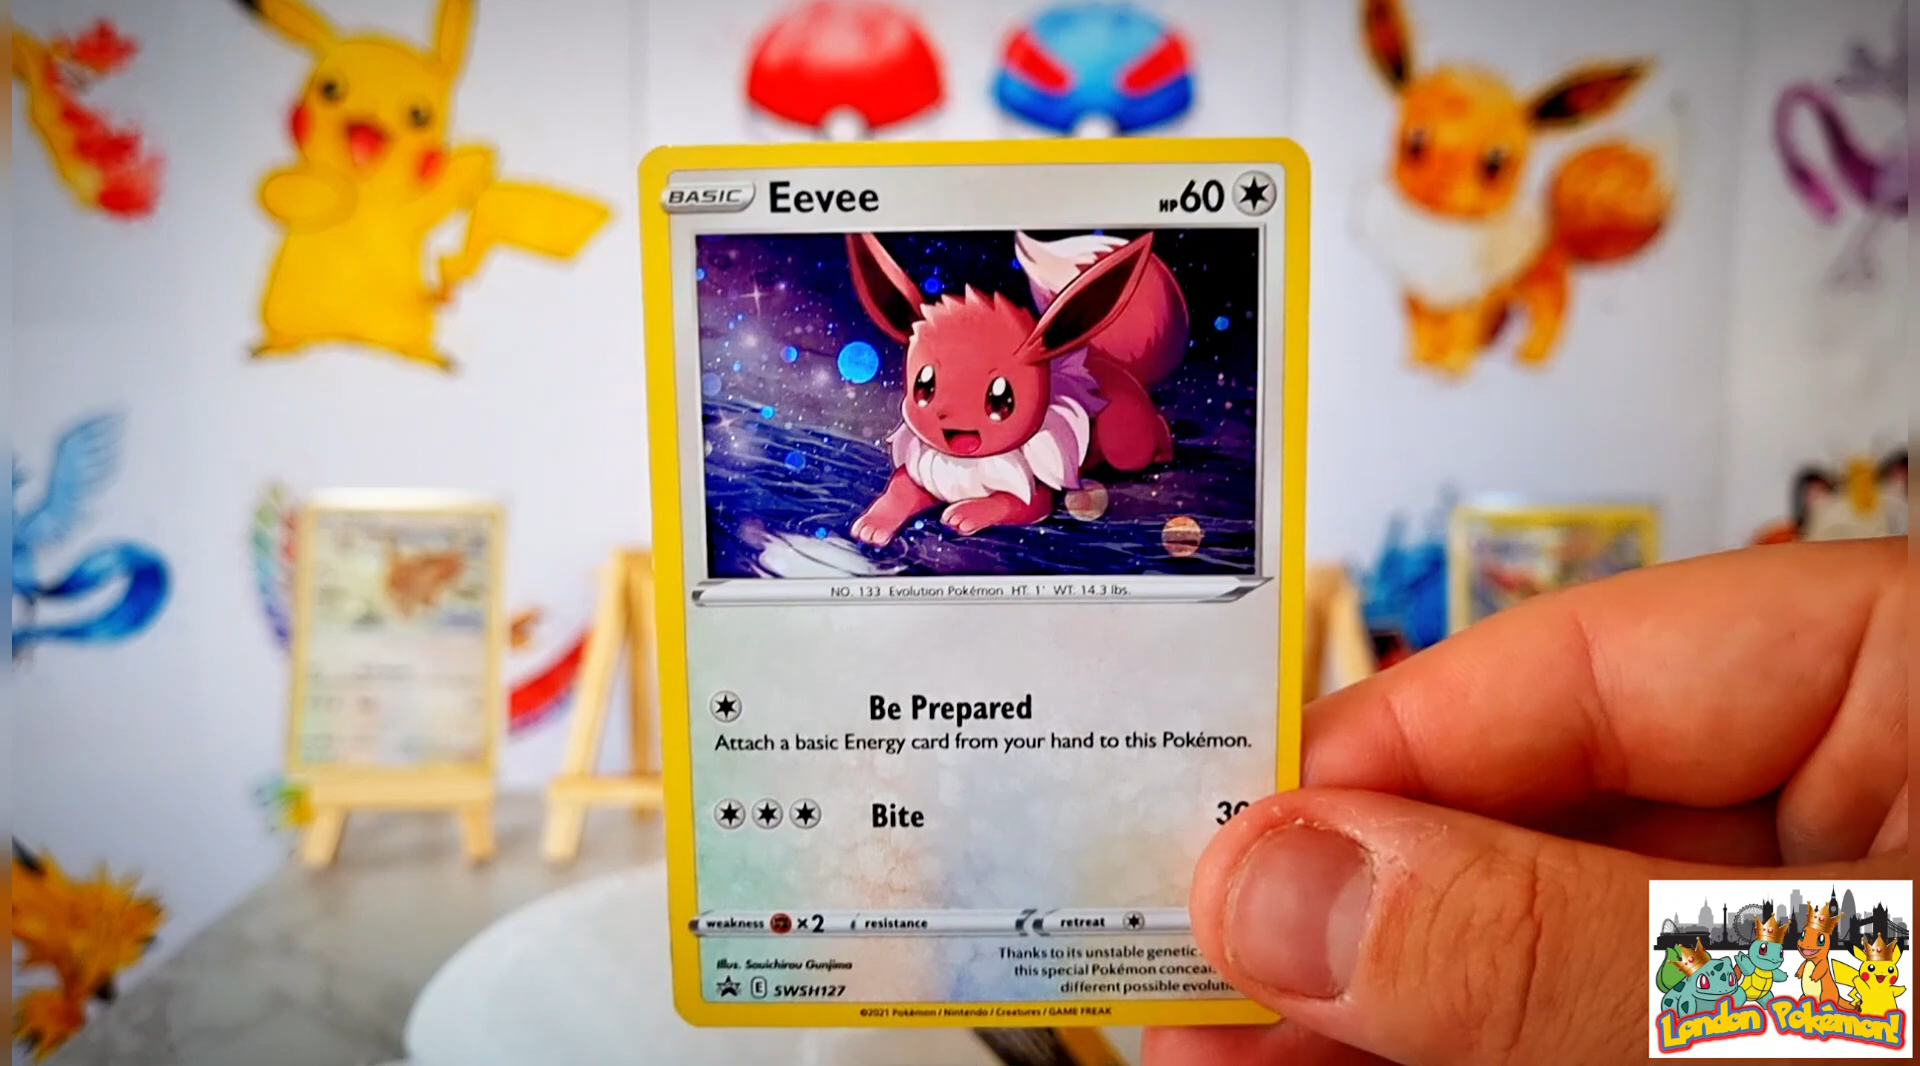 BASIC Eevee HP60
NO. 133 Evolution Pokémon HT: 1' WT: 14.3 lbs.
Be Prepared
Attach a basic Energy card from your hand to this Pokémon.
Bite 30
weakness ×2 resistance retreat
Thanks to its unstable genetic
Illus. Souichirou Gunjima
this special Pokémon
different possible
E SWSH127
©2021 Pokémon / Nintendo / Creatures / GAME FREAK
London Pokémon!